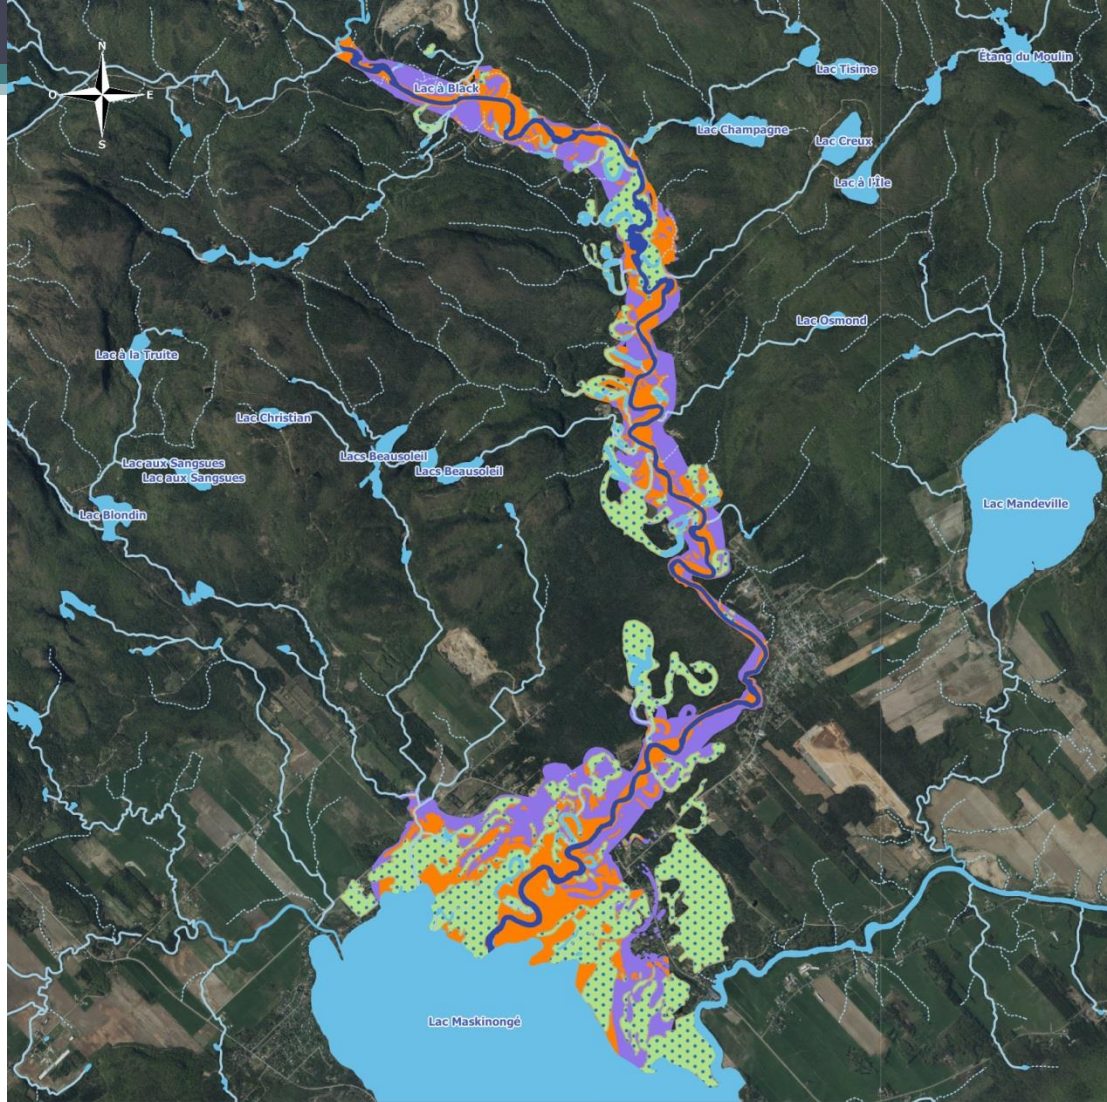 N
Étang du Moulin
Lac Tisime
Lac à Black
O
E
Lac Champagne
Lac Creux
S
Lac à l'Île
Lac Osmond
Lac à la Truite
Lac Christian
Lacs Beausoleil
Lac aux Sangsues
Lacs Beausoleil
Lac aux Sangsues
Lac Mandeville
Lac Blondin
Lac Maskinongé